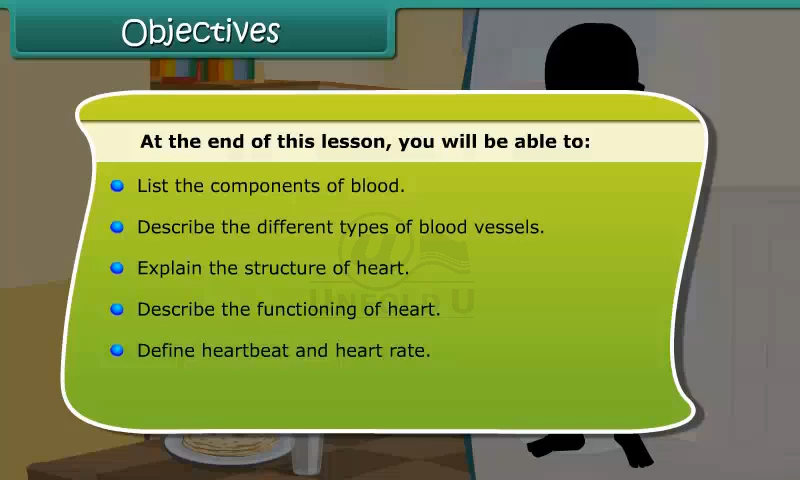 Objectives
At the end of this lesson, you will be able to:
List the components of blood.
Describe the different types of blood vessels.
Explain the structure of heart.
UNFOLD U
Describe the functioning of heart.
Define heartbeat and heart rate.